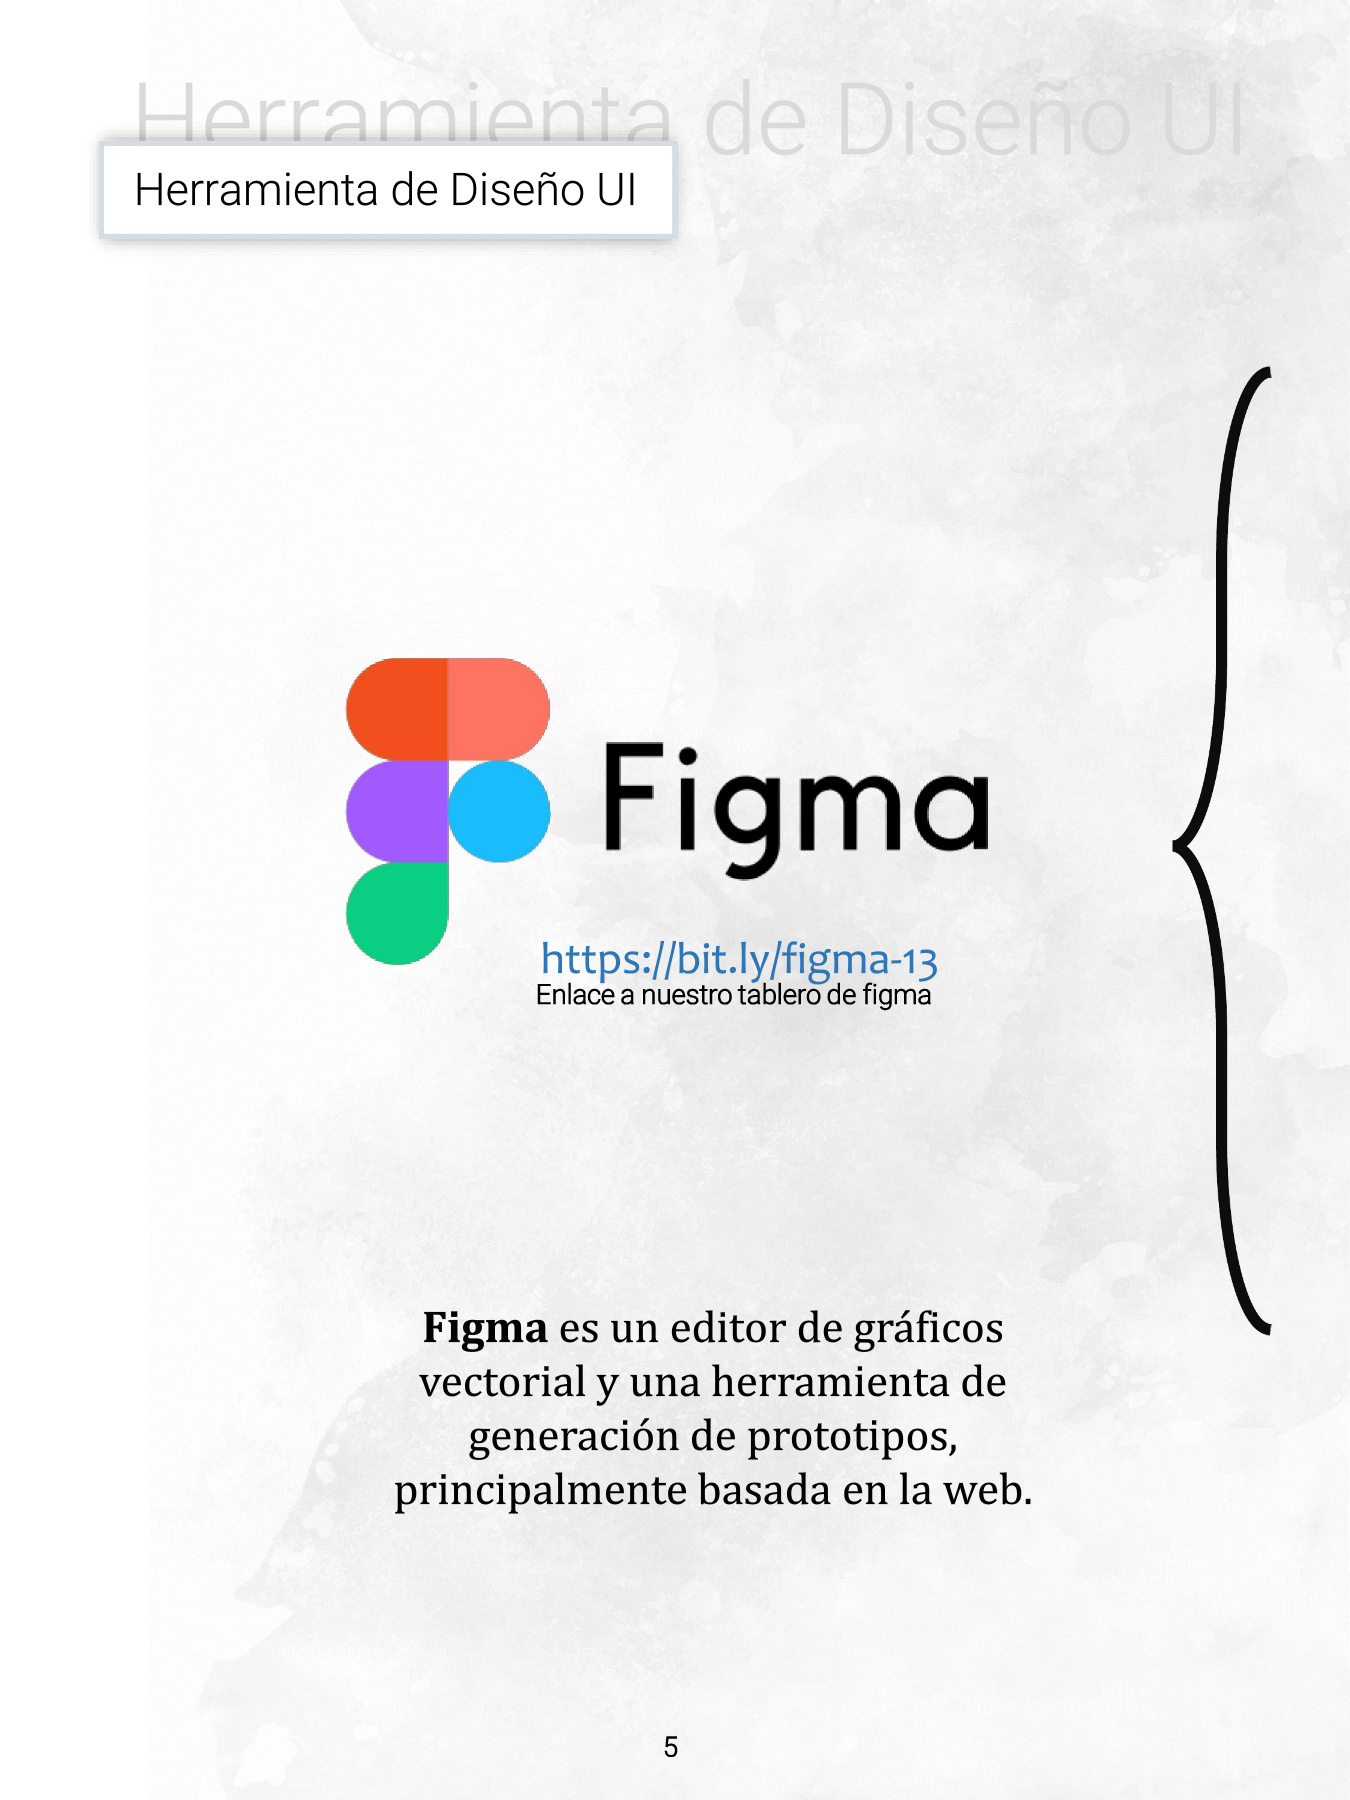 Herramienta de Diseño UI
Herramienta de Diseño UI
Figma
https://bit.ly/figma-13
Enlace a nuestro tablero de figma
Figma es un editor de gráficos
vectorial y una herramienta de
generación de prototipos,
principalmente basada en la web.
5